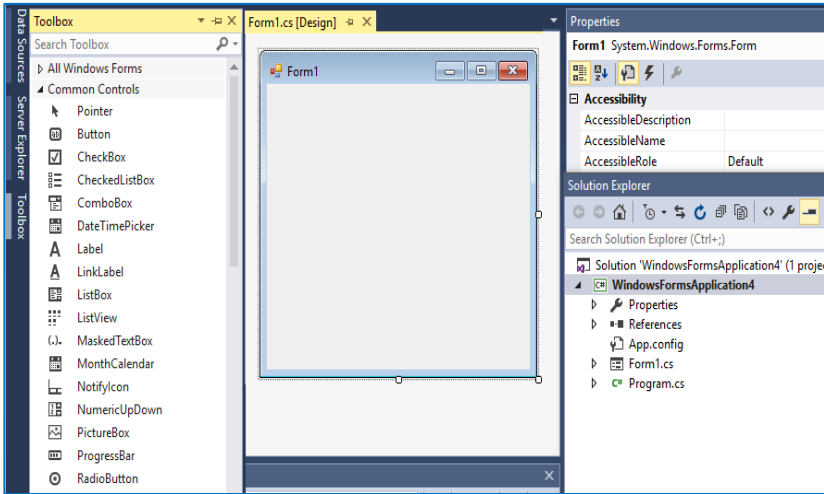 Data Sources
Server Explorer
Toolbox
Toolbox
Search Toolbox
All Windows Forms
Common Controls
Pointer
Button
CheckBox
CheckedListBox
ComboBox
DateTimePicker
Label
LinkLabel
ListBox
ListView
MaskedTextBox
MonthCalendar
NotifyIcon
NumericUpDown
PictureBox
ProgressBar
RadioButton
Form1.cs [Design]
Form1
Properties
Form1 System.Windows.Forms.Form
Accessibility
AccessibleDescription
AccessibleName
AccessibleRole Default
Solution Explorer
Search Solution Explorer (Ctrl+;)
Solution 'WindowsFormsApplication4' (1 proje
C# WindowsFormsApplication4
Properties
References
App.config
Form1.cs
C# Program.cs